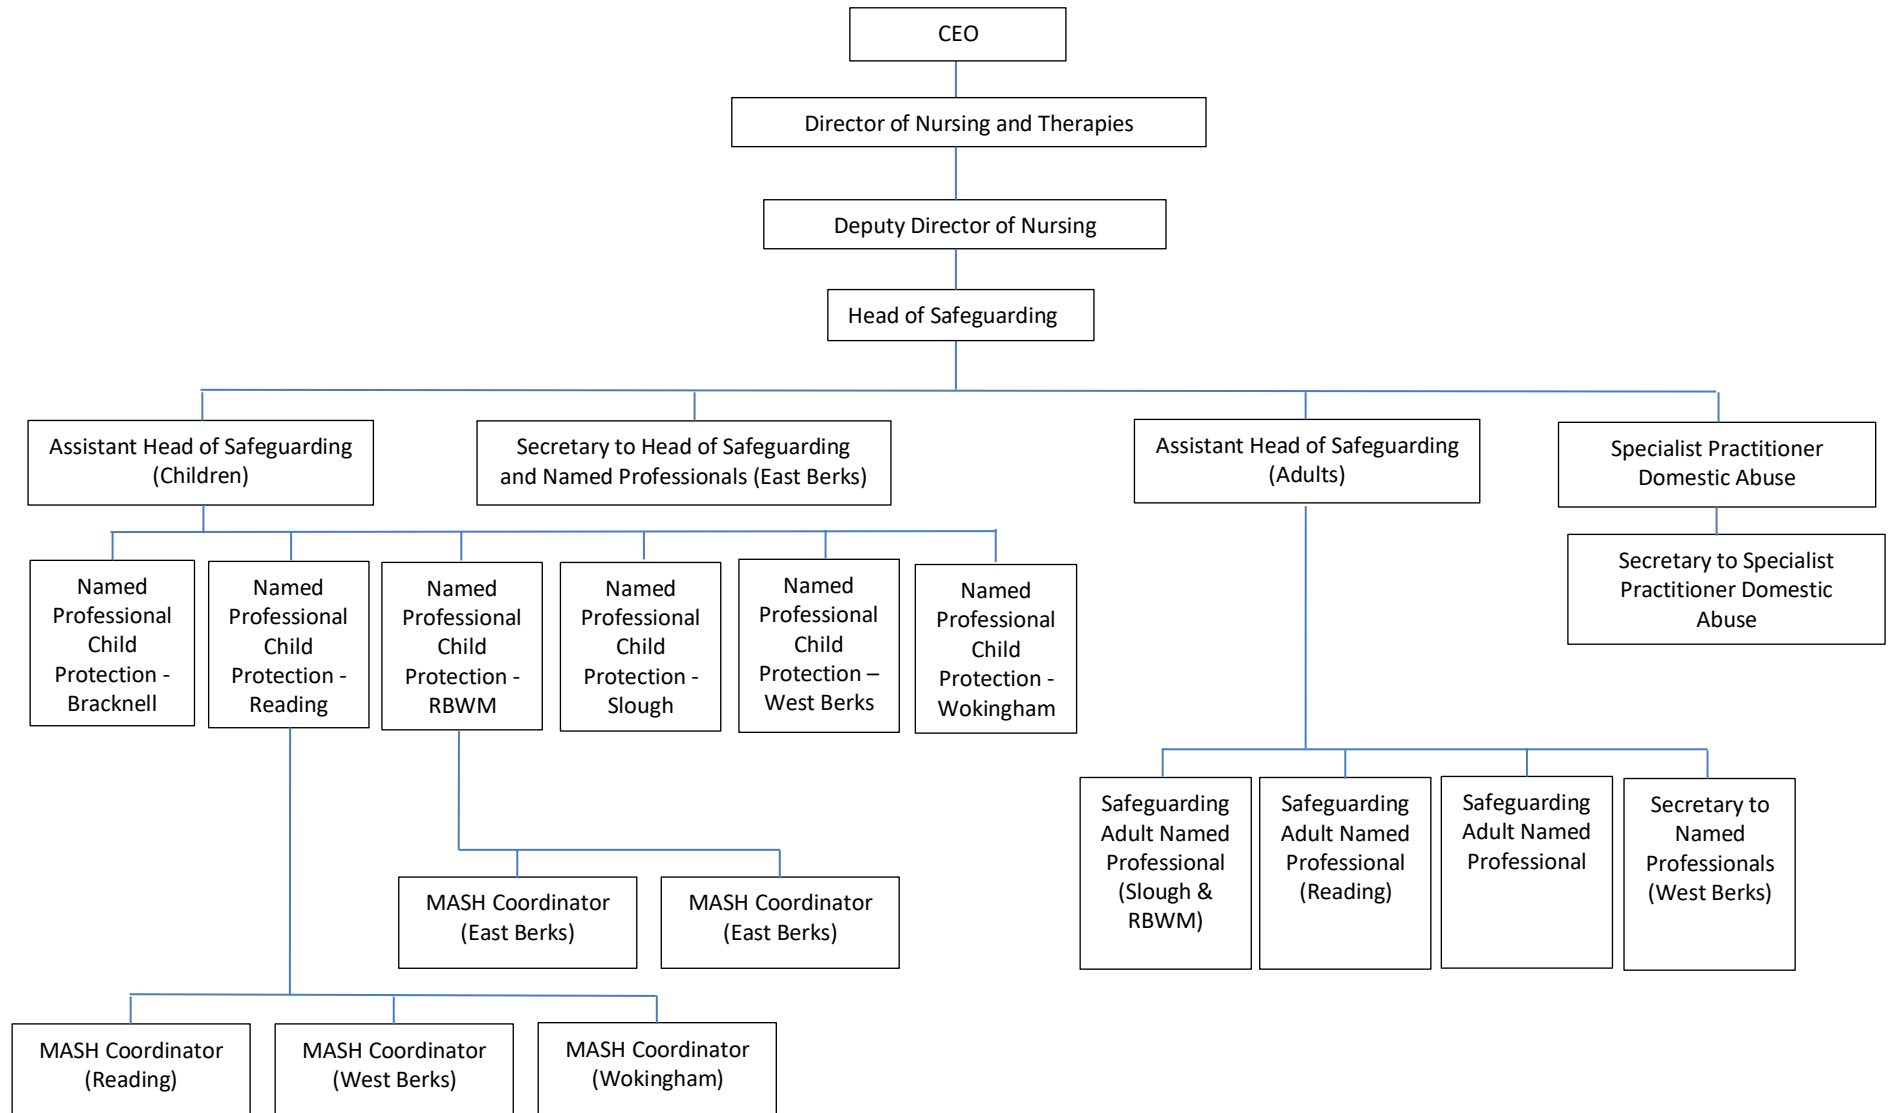 CEO
Director of Nursing and Therapies
Deputy Director of Nursing
Head of Safeguarding
Assistant Head of Safeguarding
(Children)
Secretary to Head of Safeguarding
and Named Professionals (East Berks)
Assistant Head of Safeguarding
(Adults)
Specialist Practitioner
Domestic Abuse
Secretary to Specialist
Practitioner Domestic
Abuse
Named
Professional
Child
Protection -
Bracknell
Named
Professional
Child
Protection -
Reading
Named
Professional
Child
Protection -
RBWM
Named
Professional
Child
Protection -
Slough
Named
Professional
Child
Protection –
West Berks
Named
Professional
Child
Protection -
Wokingham
Safeguarding
Adult Named
Professional
(Slough &
RBWM)
Safeguarding
Adult Named
Professional
(Reading)
Safeguarding
Adult Named
Professional
Secretary to
Named
Professionals
(West Berks)
MASH Coordinator
(East Berks)
MASH Coordinator
(East Berks)
MASH Coordinator
(Reading)
MASH Coordinator
(West Berks)
MASH Coordinator
(Wokingham)